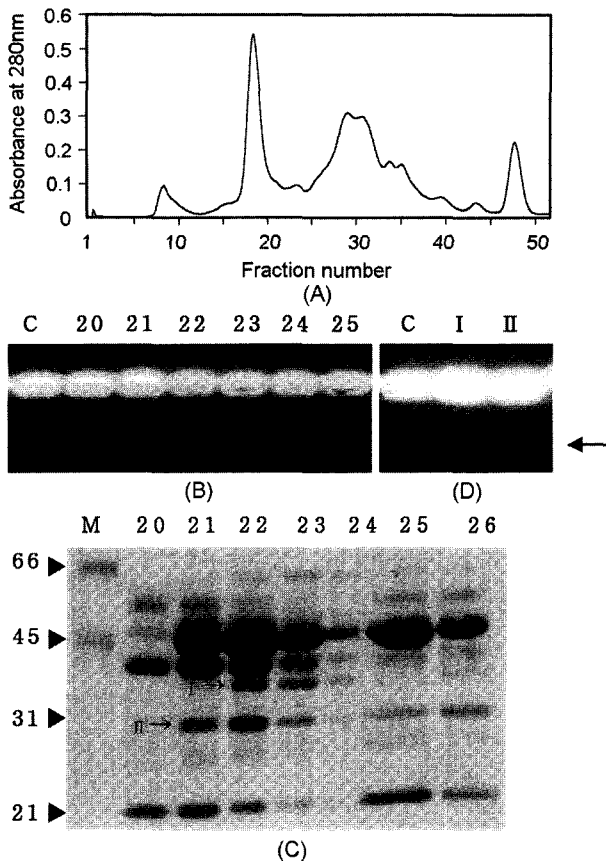 Absorbance at 280nm
0.6
0.5
0.4
0.3
0.2
0.1
0
1 10 20 30 40 50
Fraction number
(A)
C 20 21 22 23 24 25
C I II
(B)
(D)
M 20 21 22 23 24 25 26
66
45
I
II
31
21
(C)